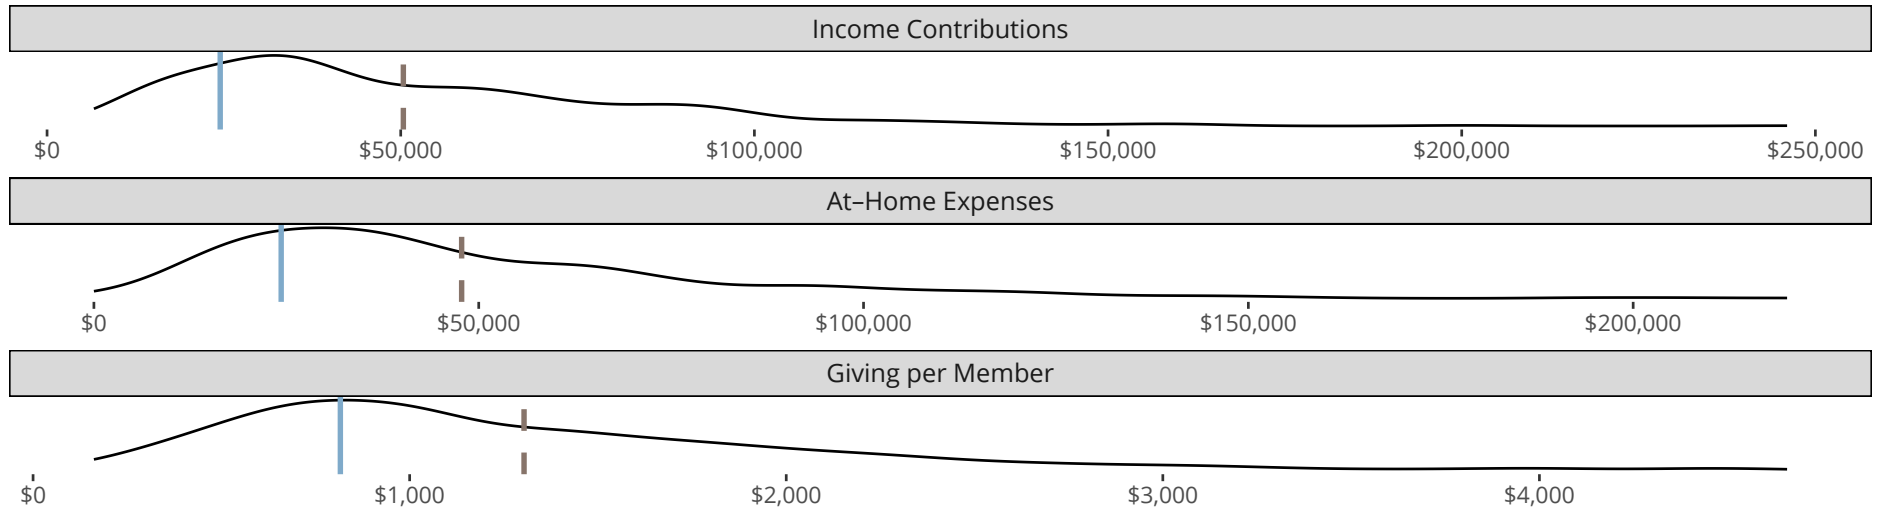 Income Contributions
$0 $50,000 $100,000 $150,000 $200,000 $250,000
At–Home Expenses
$0 $50,000 $100,000 $150,000 $200,000
Giving per Member
$0 $1,000 $2,000 $3,000 $4,000